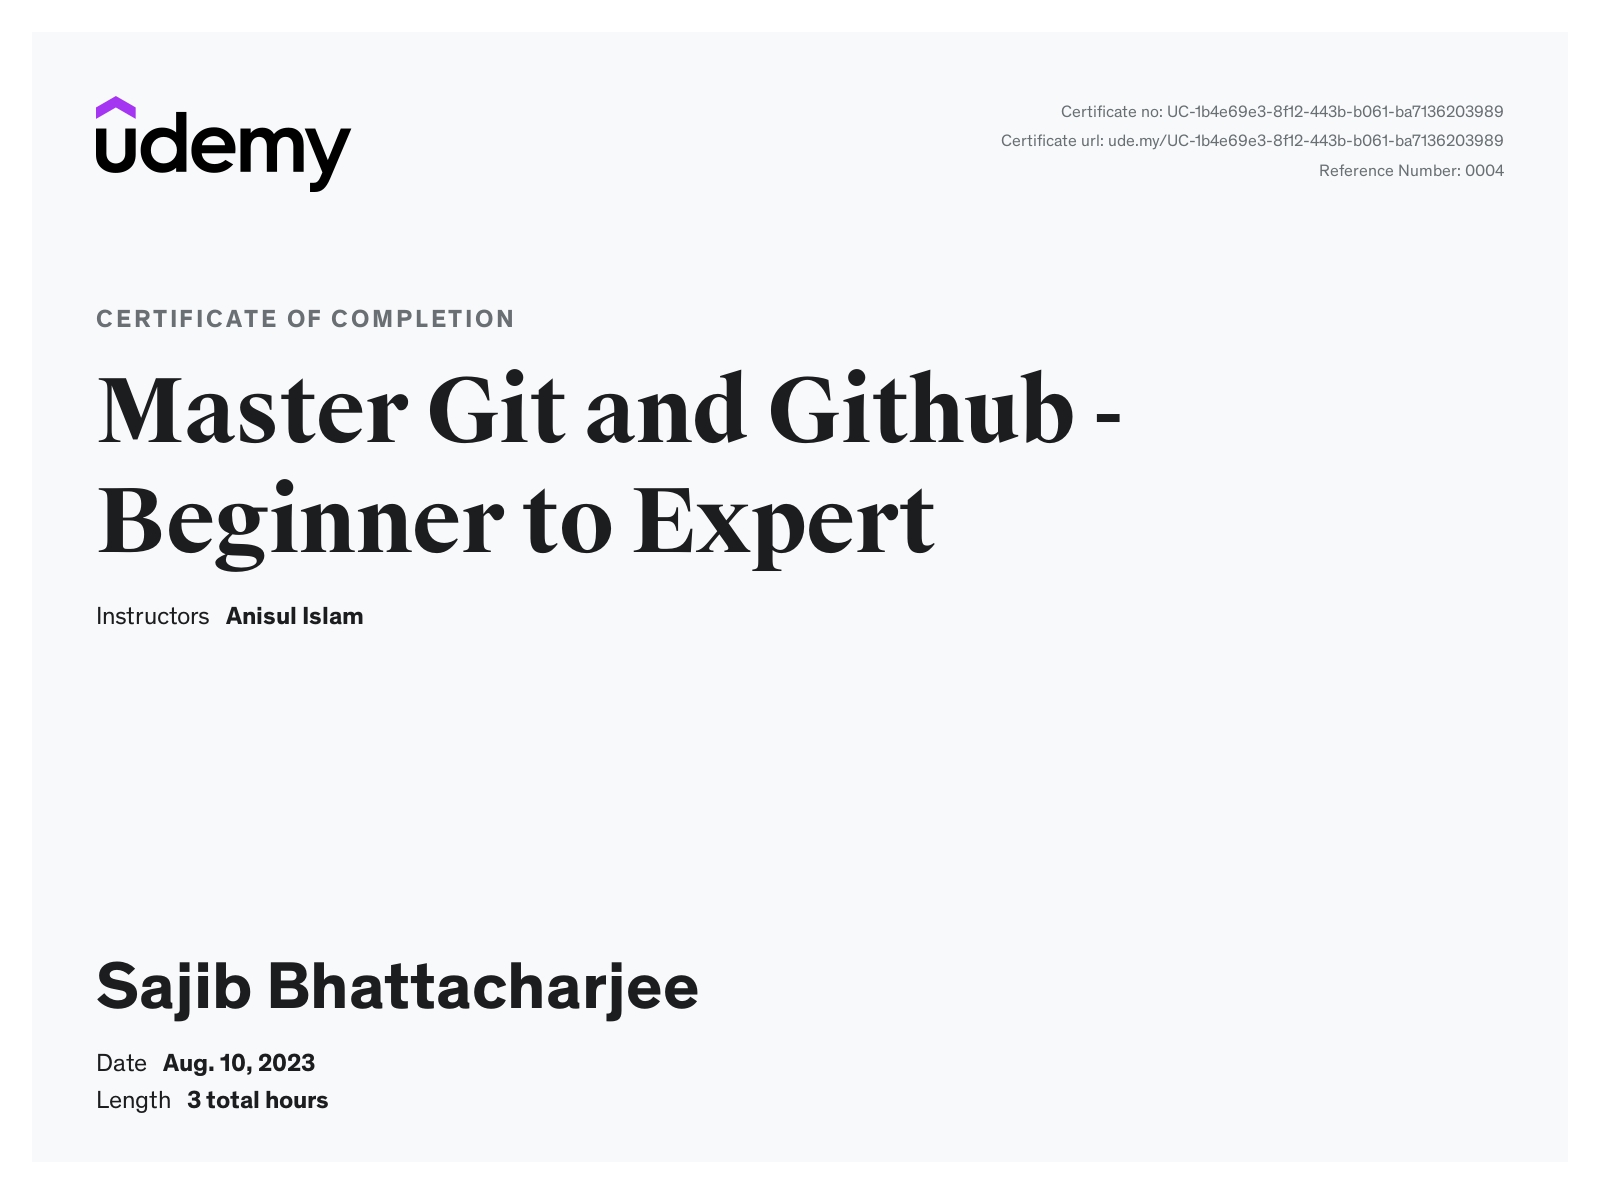 udemy
Certificate no: UC-1b4e69e3-8f12-443b-b061-ba7136203989
Certificate url: ude.my/UC-1b4e69e3-8f12-443b-b061-ba7136203989
Reference Number: 0004
CERTIFICATE OF COMPLETION
Master Git and Github -
Beginner to Expert
Instructors Anisul Islam
Sajib Bhattacharjee
Date Aug. 10, 2023
Length 3 total hours